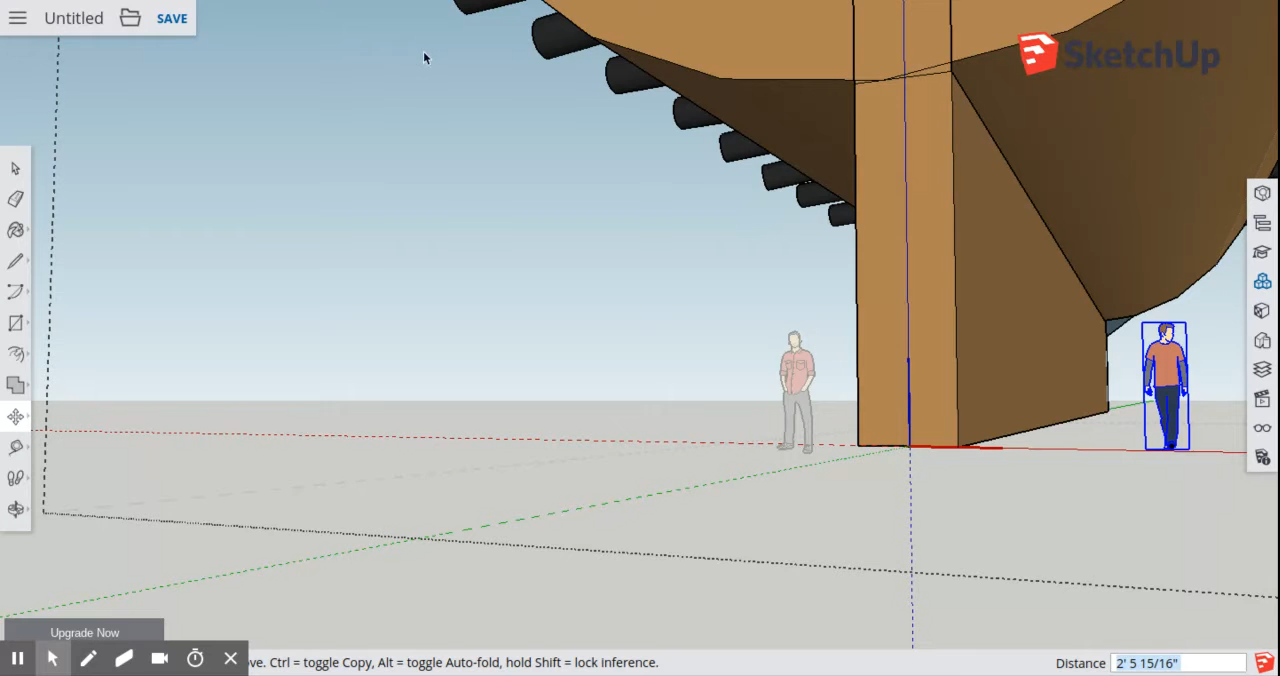 Untitled SAVE
SketchUp
Upgrade Now
ve. Ctrl = toggle Copy, Alt = toggle Auto-fold, hold Shift = lock inference. Distance 2' 5 15/16"